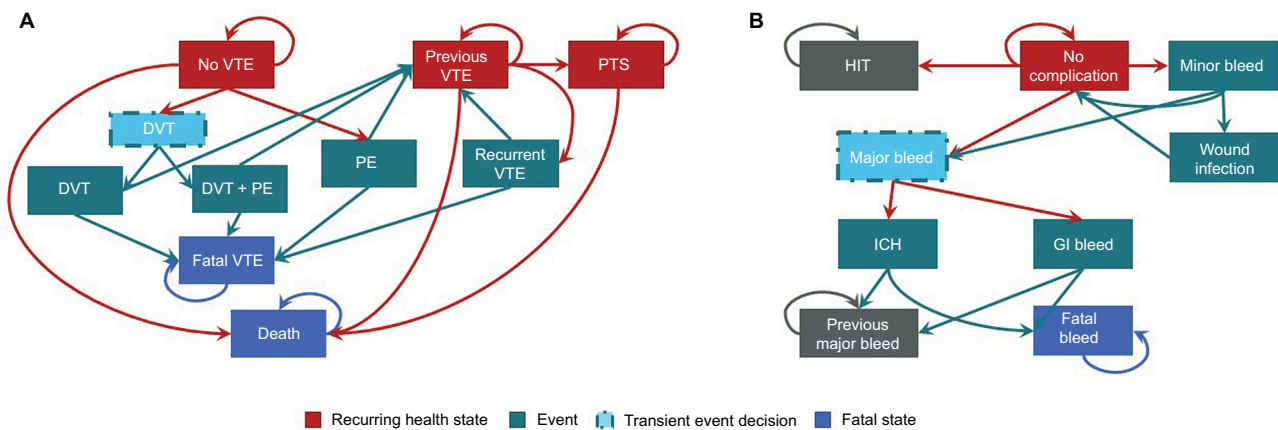 A
No VTE
Previous
VTE
PTS
DVT
DVT
DVT + PE
PE
Recurrent
VTE
Fatal VTE
Death
B
HIT
No
complication
Minor bleed
Major bleed
Wound
infection
ICH
GI bleed
Previous
major bleed
Fatal
bleed
Recurring health state
Event
Transient event decision
Fatal state